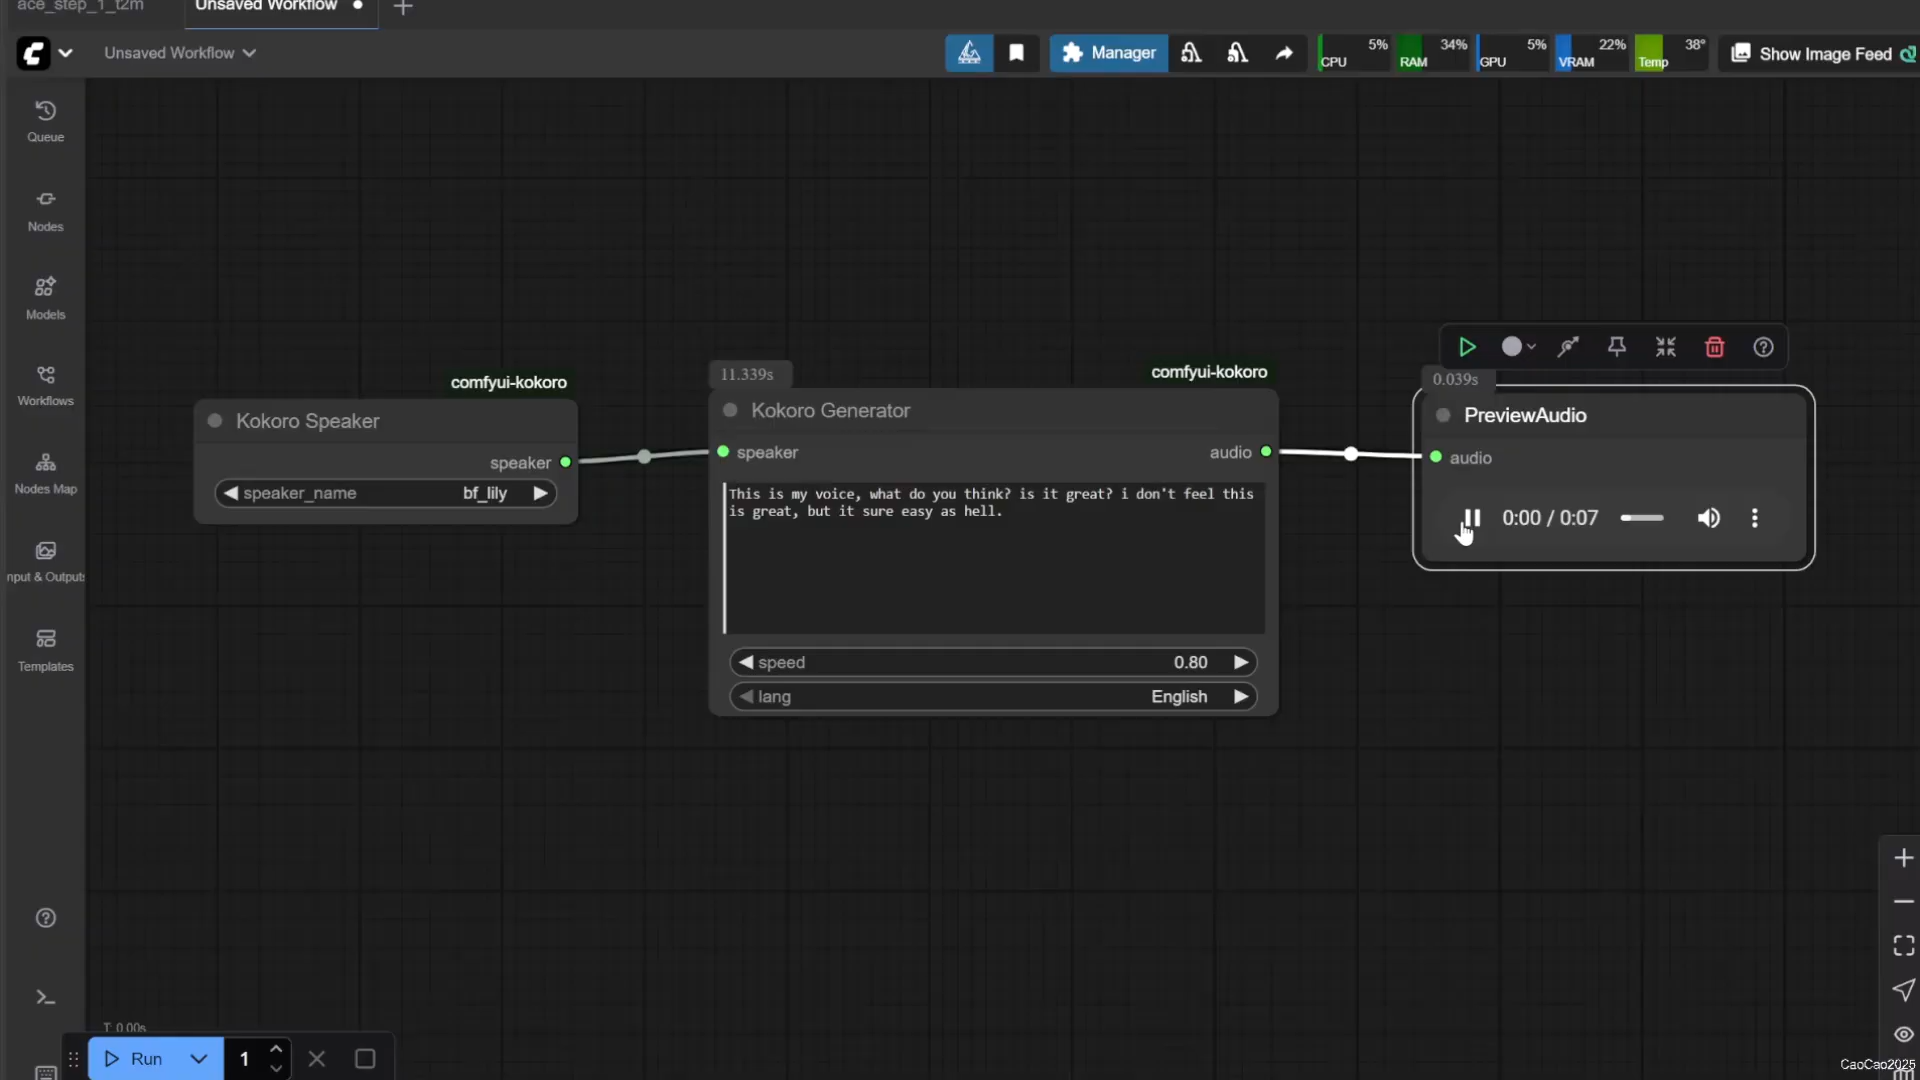 ace_step_1_t2m
Unsaved Workflow
Unsaved Workflow
Manager
5%
CPU
34%
RAM
5%
GPU
22%
VRAM
38°
Temp
Show Image Feed
Queue
Nodes
Models
Workflows
Nodes Map
nput & Output
Templates
comfyui-kokoro
Kokoro Speaker
speaker
speaker_name bf_lily
11.339s
comfyui-kokoro
Kokoro Generator
speaker audio
This is my voice, what do you think? is it great? i don't feel this
is great, but it sure easy as hell.
speed 0.80
lang English
0.039s
PreviewAudio
audio
0:00 / 0:07
T: 0.00s
Run 1
CaoCao2025